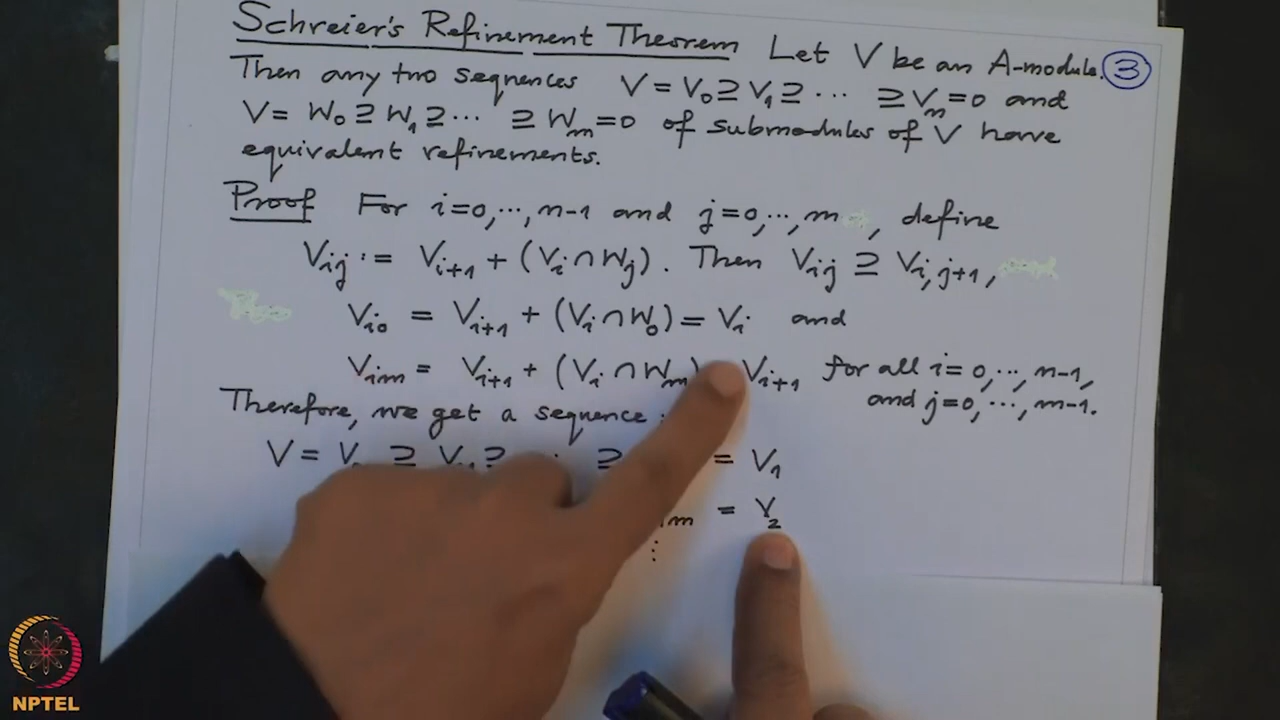 Schreier's Refinement Theorem Let V be an A-module. 3
Then any two sequences V = V₀ ⊇ V₁ ⊇ ⋯ ⊇ Vₙ = 0 and
V = W₀ ⊇ W₁ ⊇ ⋯ ⊇ Wₘ = 0 of submodules of V have
equivalent refinements.
Proof For i=0,⋯,n-1 and j=0,⋯,m , define
Vᵢⱼ := Vᵢ₊₁ + (Vᵢ ∩ Wⱼ). Then Vᵢⱼ ⊇ Vᵢ,ⱼ₊₁,
Vᵢ₀ = Vᵢ₊₁ + (Vᵢ ∩ W₀) = Vᵢ and
Vᵢₘ = Vᵢ₊₁ + (Vᵢ ∩ Wₘ) Vᵢ₊₁ for all i=0,⋯,n-1,
and j=0,⋯,m-1.
Therefore, we get a sequence :
V = V ⊇ V ⊇ ⊇ = V₁
m = V₂
⋮
NPTEL